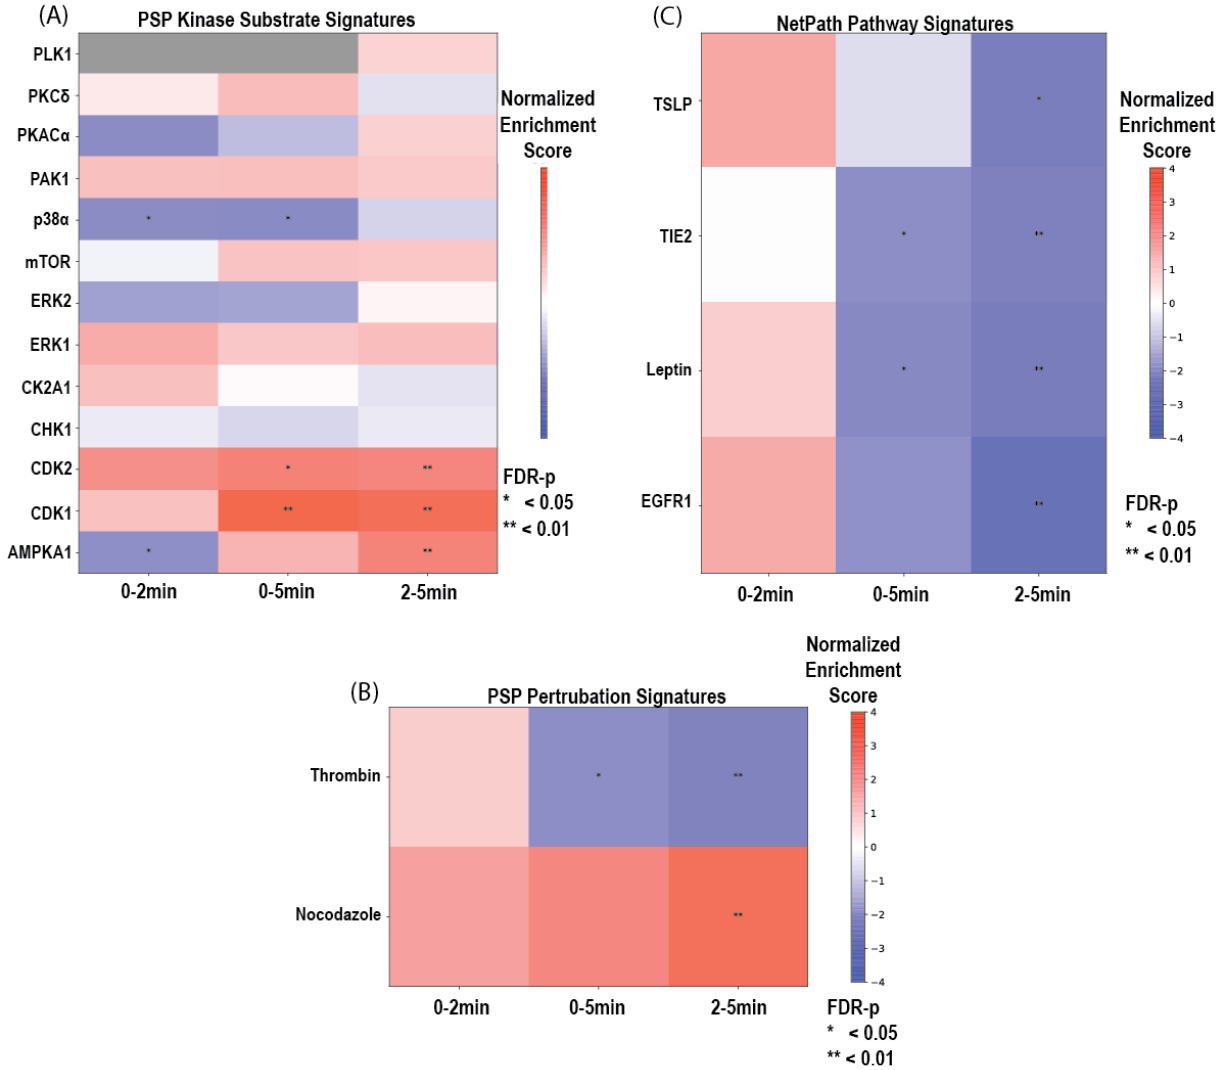 (A)
PSP Kinase Substrate Signatures
PLK1
PKCδ
PKACα
PAK1
p38α
* *
mTOR
ERK2
ERK1
CK2A1
CHK1
CDK2
* **
CDK1
** **
AMPKA1
* **
0-2min 0-5min 2-5min
Normalized
Enrichment
Score
FDR-p
* < 0.05
** < 0.01
(C)
NetPath Pathway Signatures
TSLP
*
TIE2
* **
Leptin
* **
EGFR1
**
0-2min 0-5min 2-5min
Normalized
Enrichment
Score
4
3
2
1
0
−1
−2
−3
−4
FDR-p
* < 0.05
** < 0.01
(B)
PSP Pertrubation Signatures
Thrombin
* **
Nocodazole
**
0-2min 0-5min 2-5min
Normalized
Enrichment
Score
4
3
2
1
0
−1
−2
−3
−4
FDR-p
* < 0.05
** < 0.01